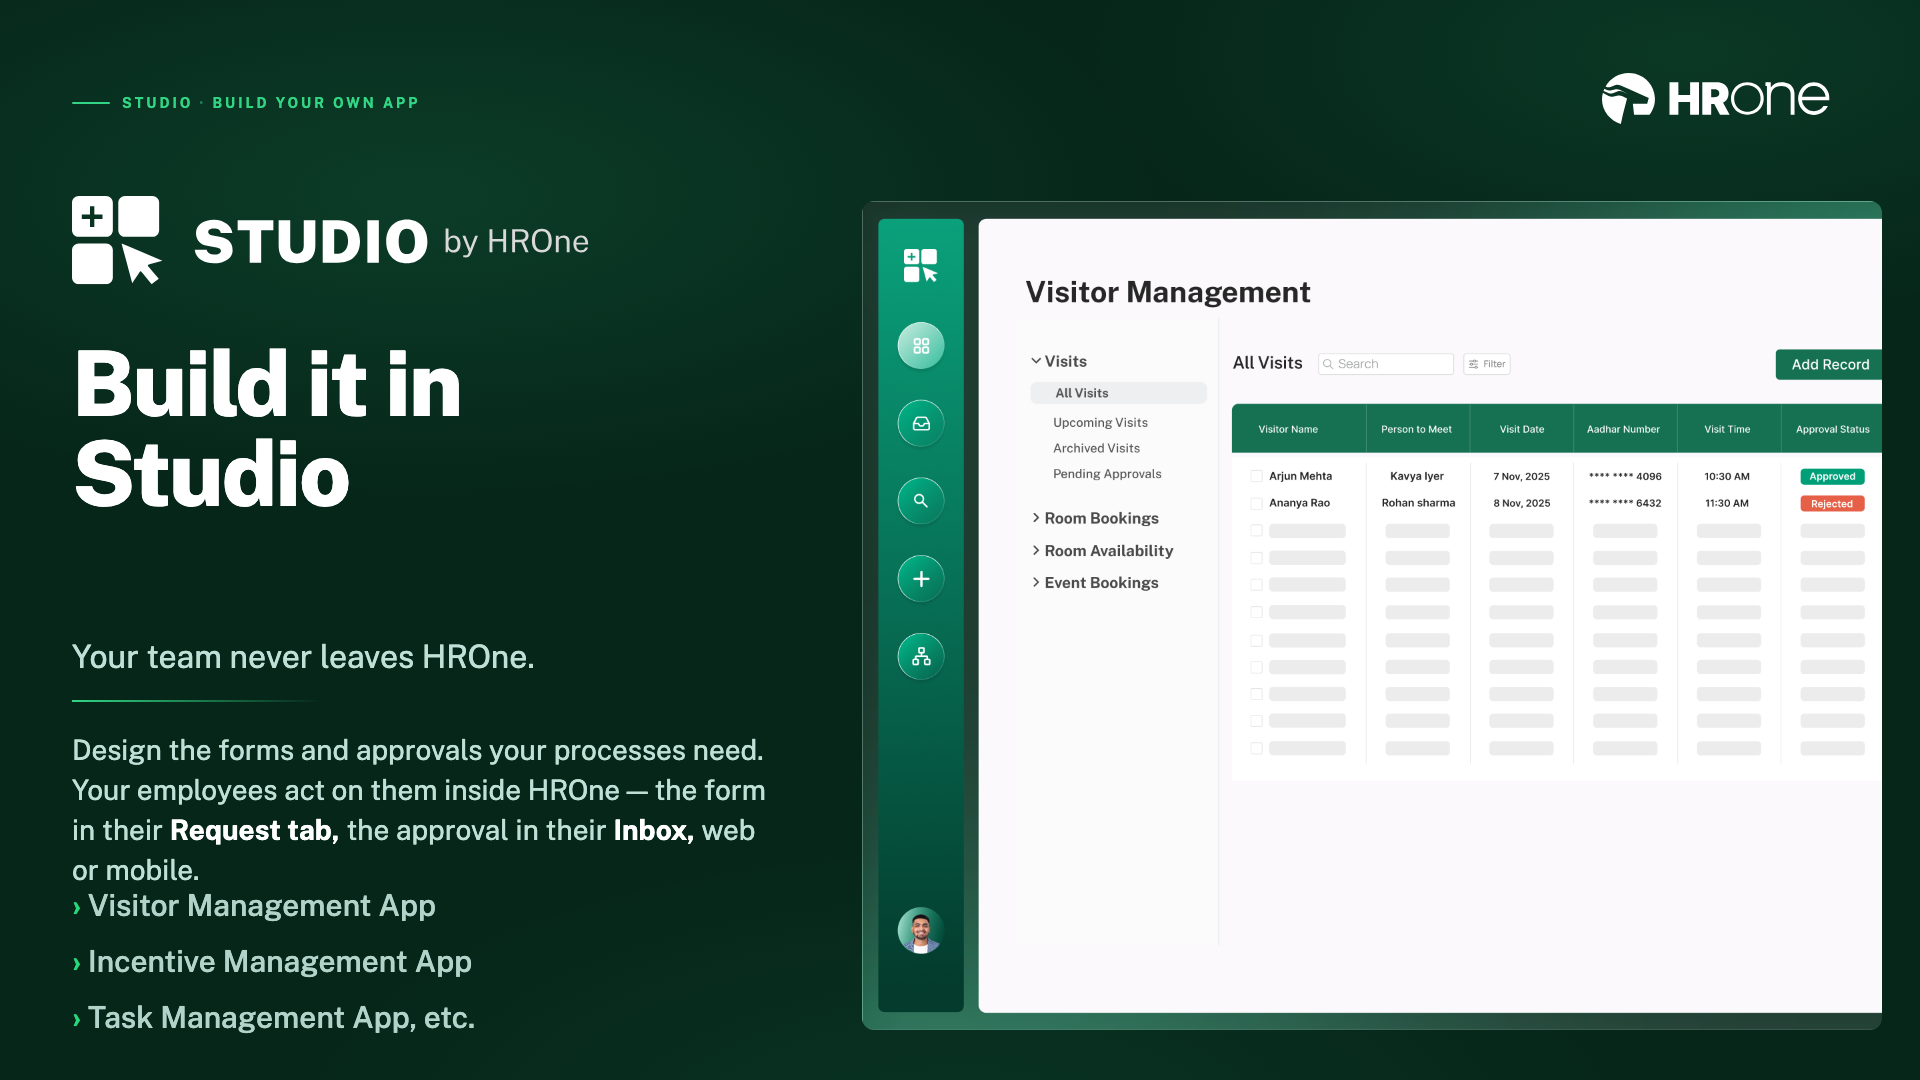 STUDIO · BUILD YOUR OWN APP
HRone
STUDIO by HROne
Build it in
Studio
Your team never leaves HROne.
Design the forms and approvals your processes need.
Your employees act on them inside HROne — the form
in their Request tab, the approval in their Inbox, web
or mobile.
› Visitor Management App
› Incentive Management App
› Task Management App, etc.
Visitor Management
Visits
All Visits
Upcoming Visits
Archived Visits
Pending Approvals
Room Bookings
Room Availability
Event Bookings
All Visits Search Filter Add Record
Visitor Name Person to Meet Visit Date Aadhar Number Visit Time Approval Status
Arjun Mehta Kavya Iyer 7 Nov, 2025 **** **** 4096 10:30 AM Approved
Ananya Rao Rohan sharma 8 Nov, 2025 **** **** 6432 11:30 AM Rejected